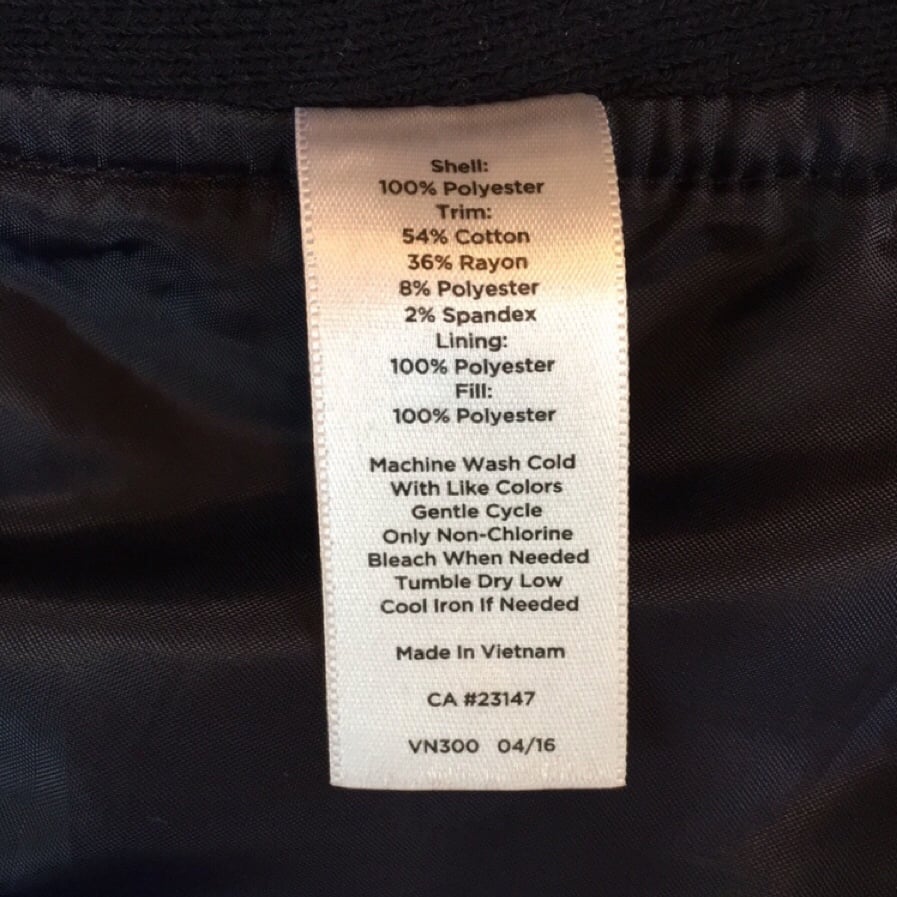 Shell:
100% Polyester
Trim:
54% Cotton
36% Rayon
8% Polyester
2% Spandex
Lining:
100% Polyester
Fill:
100% Polyester
Machine Wash Cold
With Like Colors
Gentle Cycle
Only Non-Chlorine
Bleach When Needed
Tumble Dry Low
Cool Iron If Needed
Made In Vietnam
CA #23147
VN300 04/16